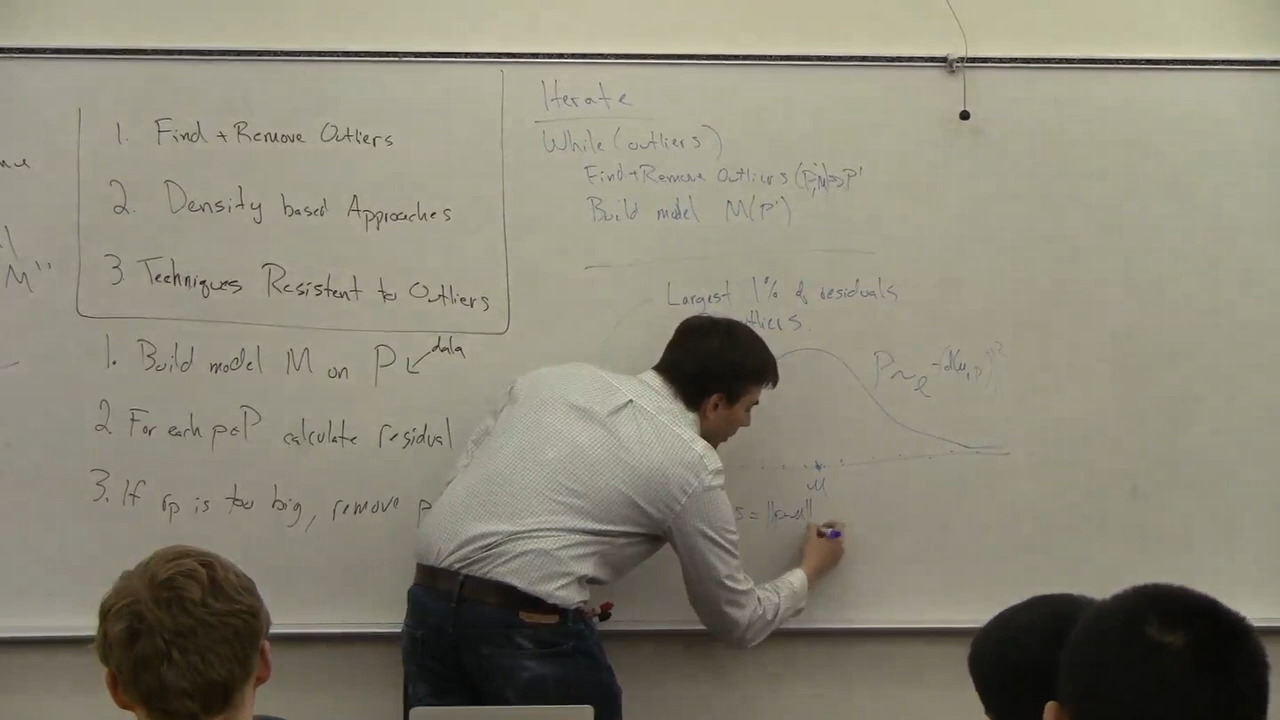 1. Find + Remove Outliers
2. Density based Approaches
3 Techniques Resistent to Outliers
1. Build model M on P
data
2 For each p∈P calculate residual
3. If rp is too big, remove p
M"
Iterate
While (outliers)
Find+Remove Outliers
Build model M(P')
Largest 1% of residuals
P~e^-(d(μ,p))²
μ